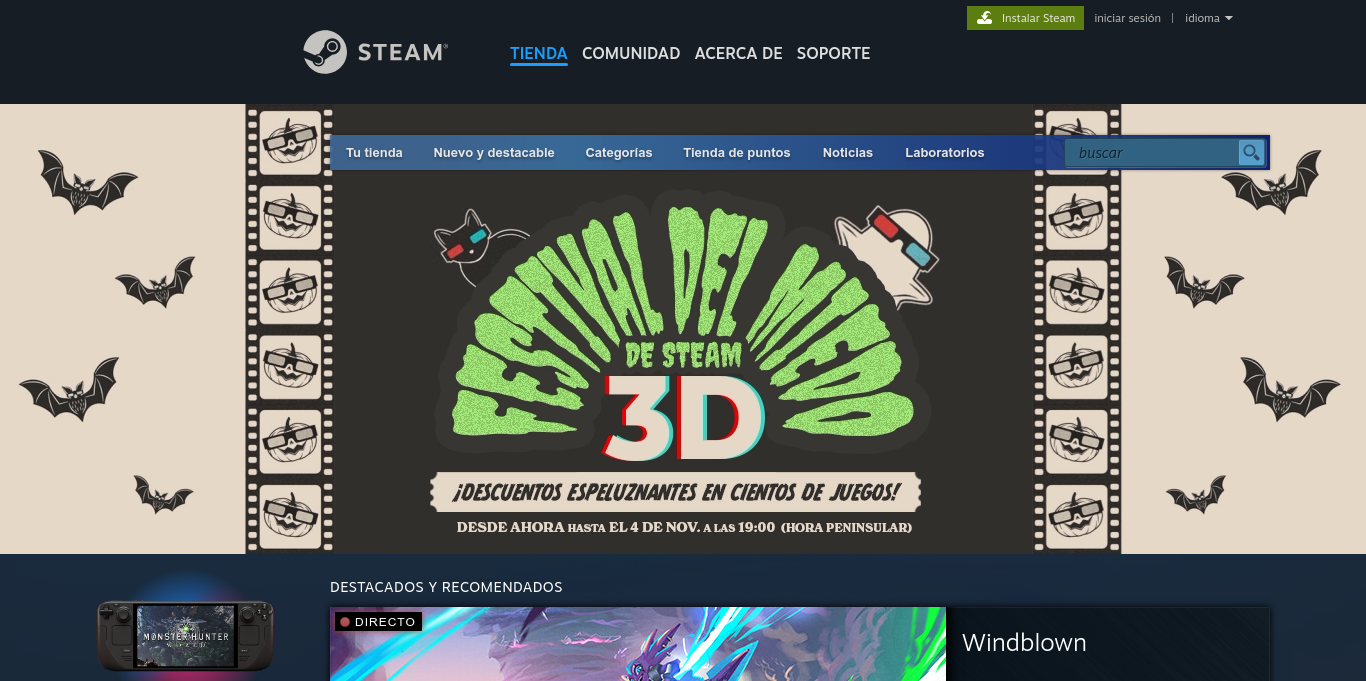 Instalar Steam
iniciar sesión | idioma
STEAM®
TIENDA COMUNIDAD ACERCA DE SOPORTE
Tu tienda Nuevo y destacable Categorías Tienda de puntos Noticias Laboratorios buscar
FESTIVAL DEL MIEDO
DE STEAM
3D
¡DESCUENTOS ESPELUZNANTES EN CIENTOS DE JUEGOS!
DESDE AHORA HASTA EL 4 DE NOV. A LAS 19:00 (HORA PENINSULAR)
DESTACADOS Y RECOMENDADOS
DIRECTO
MONSTER HUNTER
WILDS
Windblown